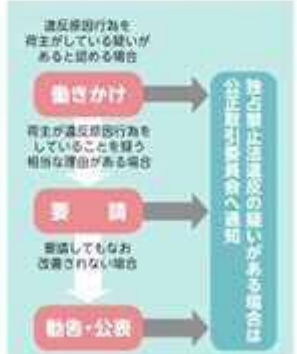 違反原因行為を
荷主がしている疑いが
あると認める場合
働きかけ
荷主が違反原因行為を
していることを疑う
相当な理由がある場合
要請
要請してもなお
改善されない場合
勧告・公表
独占禁止法違反の疑いがある場合は
公正取引委員会へ通知